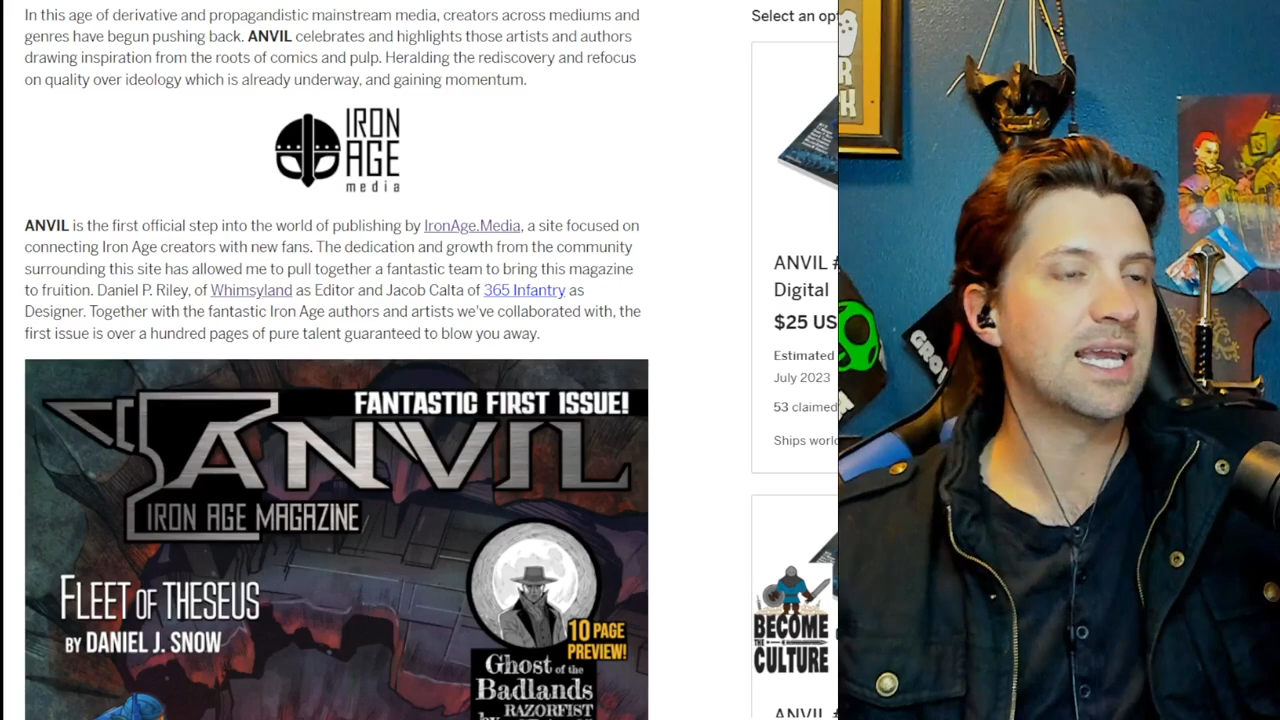 In this age of derivative and propagandistic mainstream media, creators across mediums and
genres have begun pushing back. ANVIL celebrates and highlights those artists and authors
drawing inspiration from the roots of comics and pulp. Heralding the rediscovery and refocus
on quality over ideology which is already underway, and gaining momentum.
IRON
AGE
media
ANVIL is the first official step into the world of publishing by IronAge.Media, a site focused on
connecting Iron Age creators with new fans. The dedication and growth from the community
surrounding this site has allowed me to pull together a fantastic team to bring this magazine
to fruition. Daniel P. Riley, of Whimsyland as Editor and Jacob Calta of 365 Infantry as
Designer. Together with the fantastic Iron Age authors and artists we've collaborated with, the
first issue is over a hundred pages of pure talent guaranteed to blow you away.
FANTASTIC FIRST ISSUE!
ANVIL
IRON AGE MAGAZINE
FLEET OF THESEUS
BY DANIEL J. SNOW
10 PAGE
PREVIEW!
Ghost of the
Badlands
RAZORFIST
by
Select an opt
ANVIL #
Digital
$25 US
Estimated
July 2023
53 claimed
Ships world
BECOME
THE
CULTURE
ANVIL #